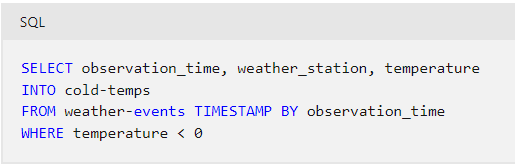 SQL
SELECT observation_time, weather_station, temperature
INTO cold-temps
FROM weather-events TIMESTAMP BY observation_time
WHERE temperature < 0